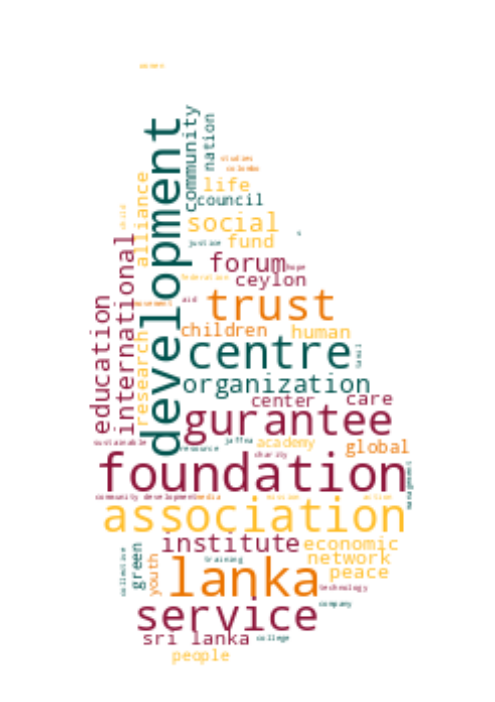 women
development
community
nation
studies
colombo
alliance
life
council
child
social
justice
fund
international
forum
hope
federation
ceylon
education
movement
aid
trust
children
human
research
centre
tamil
organization
center
care
gurantee
sustainable
resource
jaffna
academy
global
charity
foundation
management
community development
media
mission
action
association
institute
economic
collective
green
youth
training
network
lanka
peace
technology
service
company
sri lanka
college
people